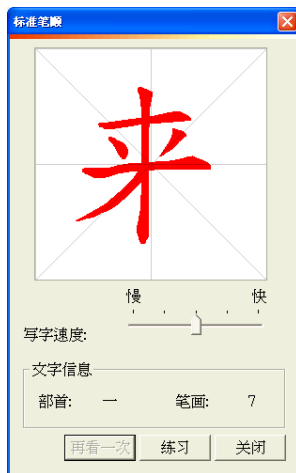 标准笔顺
来
慢 快
写字速度:
文字信息
部首: 一 笔画: 7
再看一次 练习 关闭